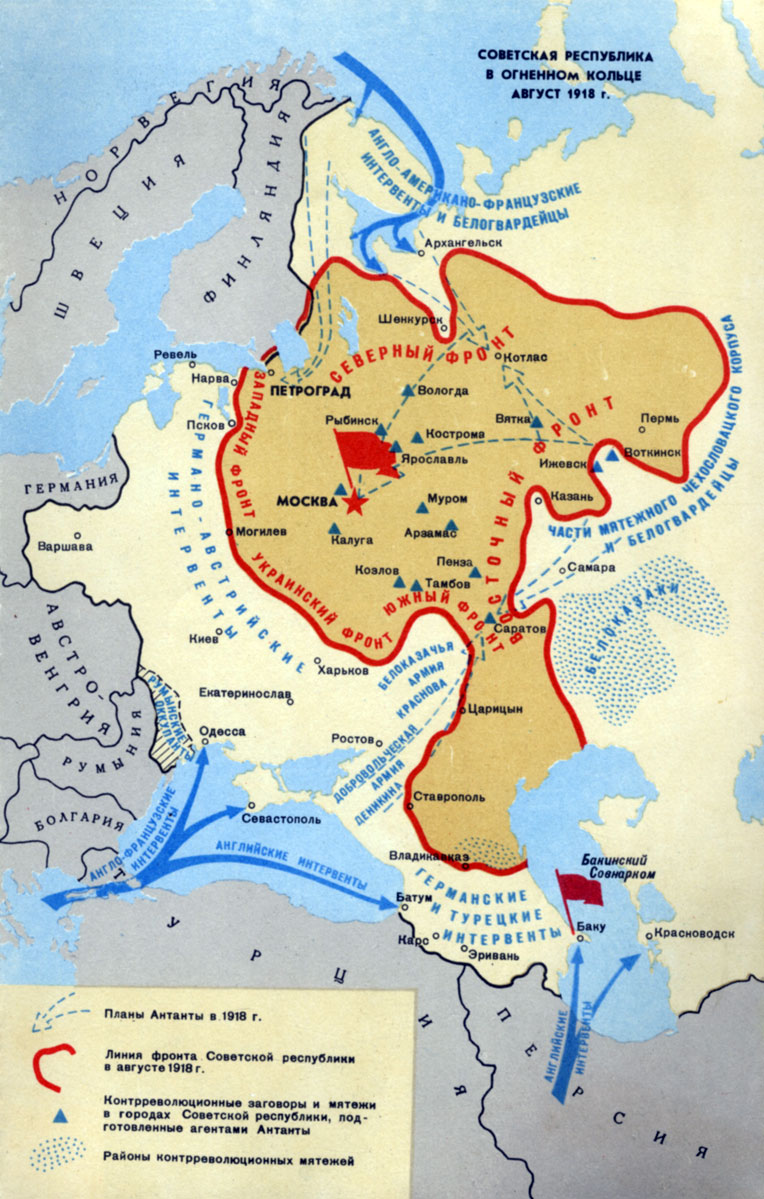 СОВЕТСКАЯ РЕСПУБЛИКА
В ОГНЕННОМ КОЛЬЦЕ
АВГУСТ 1918 г.
НОРВЕГИЯ
ШВЕЦИЯ
ФИНЛЯНДИЯ
АНГЛО-АМЕРИКАНО-ФРАНЦУЗСКИЕ
ИНТЕРВЕНТЫ И БЕЛОГВАРДЕЙЦЫ
Архангельск
Шенкурск
СЕВЕРНЫЙ ФРОНТ
Котлас
Ревель
Нарва
ПЕТРОГРАД
ЗАПАДНЫЙ ФРОНТ
Псков
Вологда
Рыбинск
Кострома
Ярославль
Вятка
Пермь
Ижевск
Воткинск
ВОСТОЧНЫЙ ФРОНТ
ЧАСТИ МЯТЕЖНОГО ЧЕХОСЛОВАЦКОГО КОРПУСА
И БЕЛОГВАРДЕЙЦЫ
ГЕРМАНИЯ
ГЕРМАНО-АВСТРИЙСКИЕ
ИНТЕРВЕНТЫ
МОСКВА
Муром
Казань
Варшава
Могилев
Калуга
Арзамас
УКРАИНСКИЙ ФРОНТ
Козлов
Тамбов
Пенза
Самара
ЮЖНЫЙ ФРОНТ
Саратов
БЕЛОКАЗАКИ
АВСТРО-
ВЕНГРИЯ
Киев
Харьков
БЕЛОКАЗАЧЬЯ
АРМИЯ
КРАСНОВА
Екатеринослав
Царицын
РУМЫНСКИЕ
ОККУПАНТЫ
Одесса
Ростов
ДОБРОВОЛЬЧЕСКАЯ
АРМИЯ
ДЕНИКИНА
РУМЫНИЯ
Ставрополь
БОЛГАРИЯ
Севастополь
АНГЛО-ФРАНЦУЗСКИЕ
ИНТЕРВЕНТЫ
АНГЛИЙСКИЕ ИНТЕРВЕНТЫ
Владикавказ
Бакинский
Совнарком
ГЕРМАНСКИЕ
И ТУРЕЦКИЕ
ИНТЕРВЕНТЫ
Батум
Карс
Эривань
Баку
Красноводск
ТУРЦИЯ
АНГЛИЙСКИЕ
ИНТЕРВЕНТЫ
ПЕРСИЯ
Планы Антанты в 1918 г.
Линия фронта Советской республики
в августе 1918 г.
Контрреволюционные заговоры и мятежи
в городах Советской республики, под-
готовленные агентами Антанты
Районы контрреволюционных мятежей